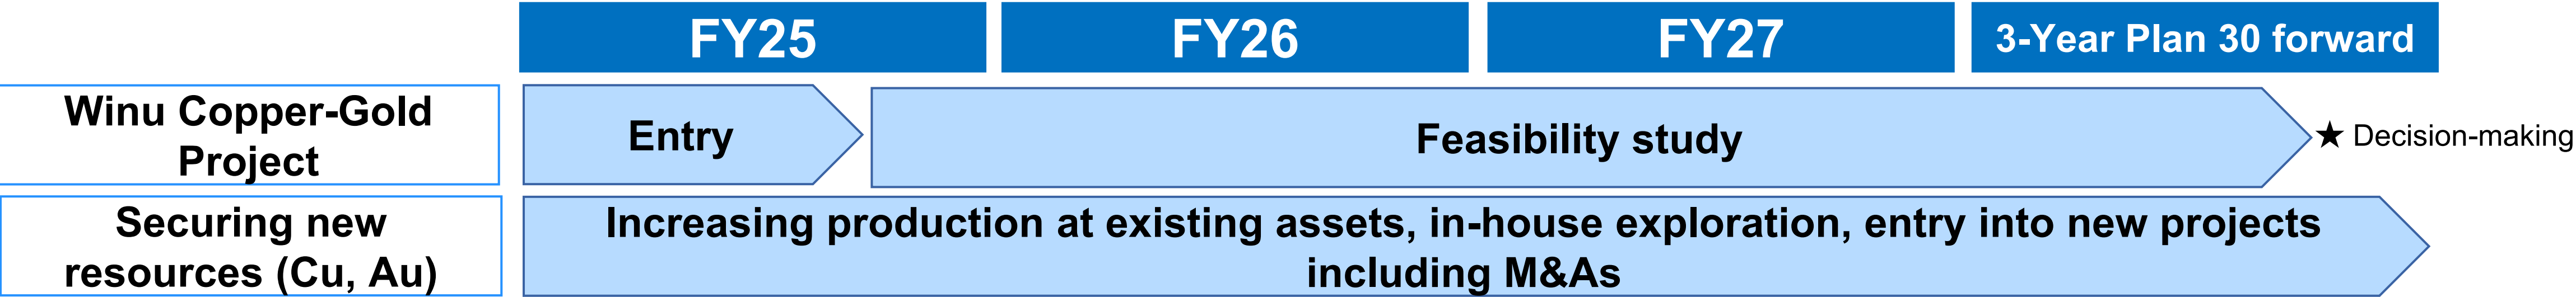 FY25 FY26 FY27 3-Year Plan 30 forward
Winu Copper-Gold
Project
Entry
Feasibility study
★ Decision-making
Securing new
resources (Cu, Au)
Increasing production at existing assets, in-house exploration, entry into new projects
including M&As